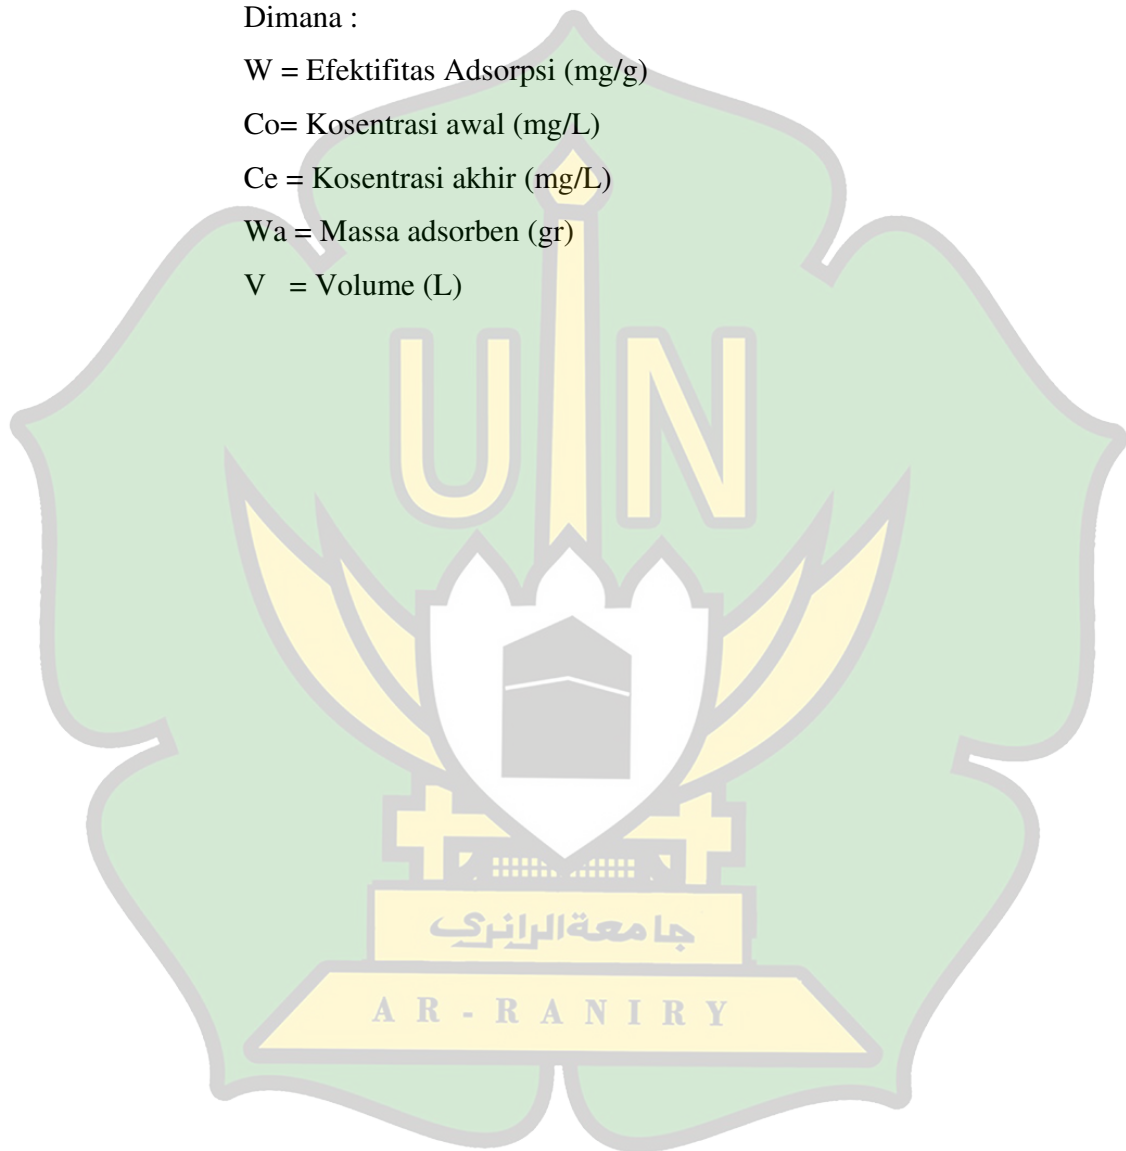 Dimana :
W = Efektifitas Adsorpsi (mg/g)
Co= Kosentrasi awal (mg/L)
Ce = Kosentrasi akhir (mg/L)
Wa = Massa adsorben (gr)
V = Volume (L)
UIN
جامعة الرانري
AR-RANIRY